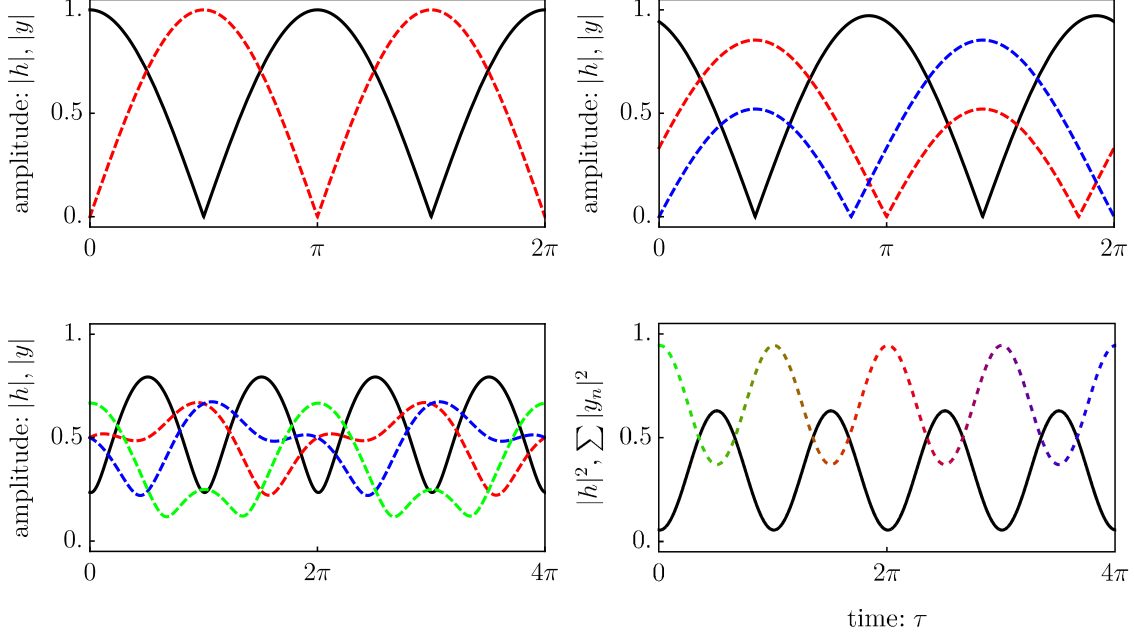 amplitude: |h|, |y|
1.
0.5
0.
0
π
2π
amplitude: |h|, |y|
1.
0.5
0.
0
π
2π
amplitude: |h|, |y|
1.
0.5
0.
0
2π
4π
|h|², ∑|yₙ|²
1.
0.5
0.
0
2π
4π
time: τ